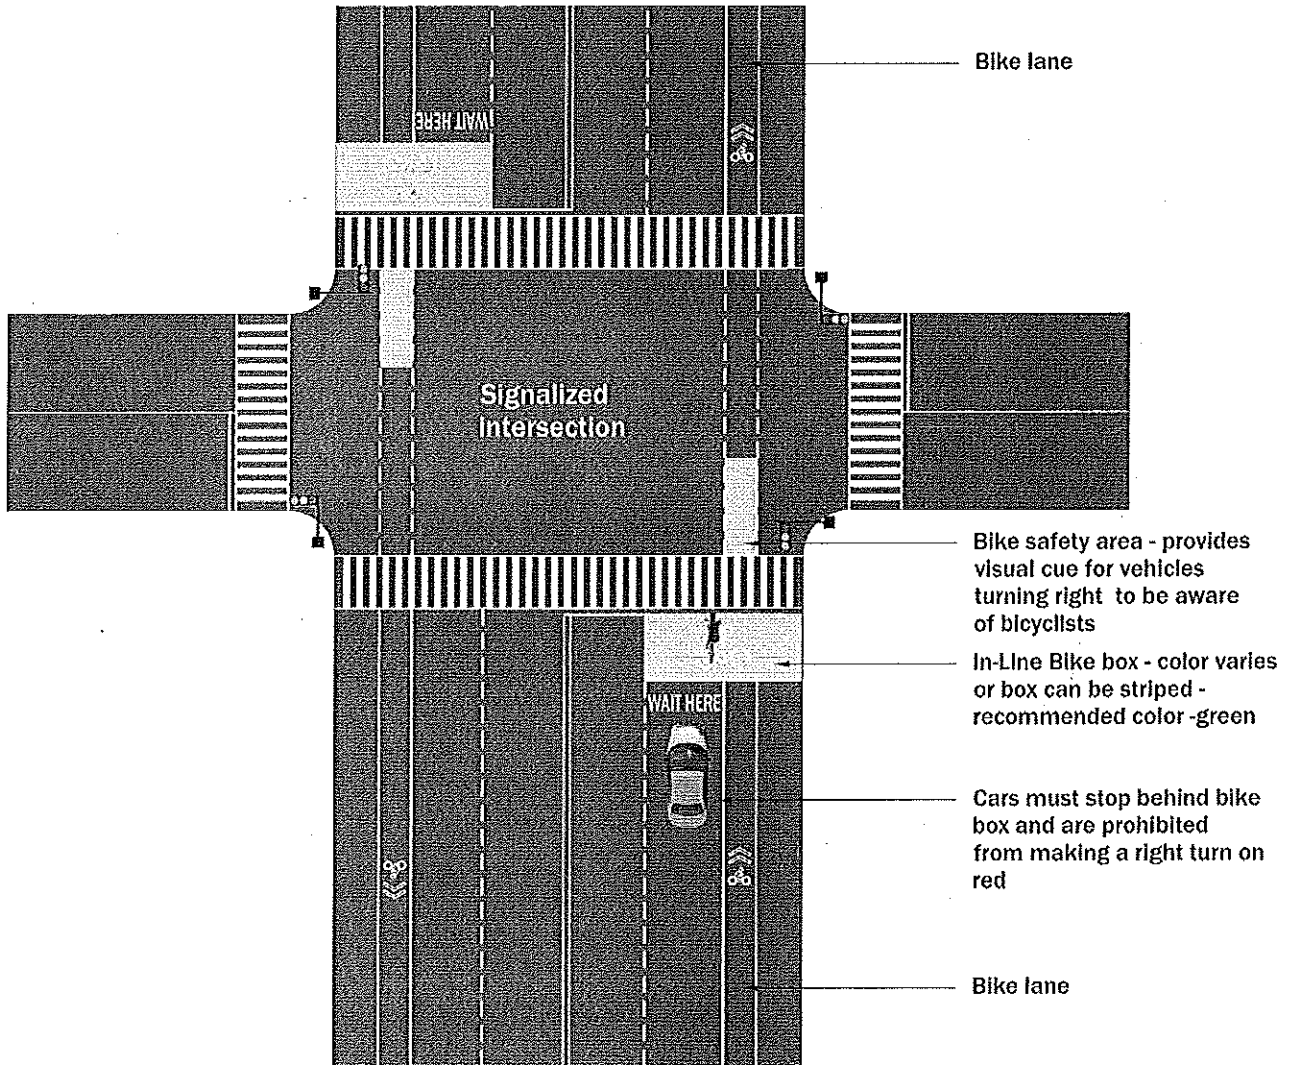 Bike lane
WAIT HERE
Signalized
Intersection
Bike safety area - provides
visual cue for vehicles
turning right to be aware
of bicyclists
In-Line Bike box - color varies
or box can be striped -
recommended color -green
WAIT HERE
Cars must stop behind bike
box and are prohibited
from making a right turn on
red
Bike lane